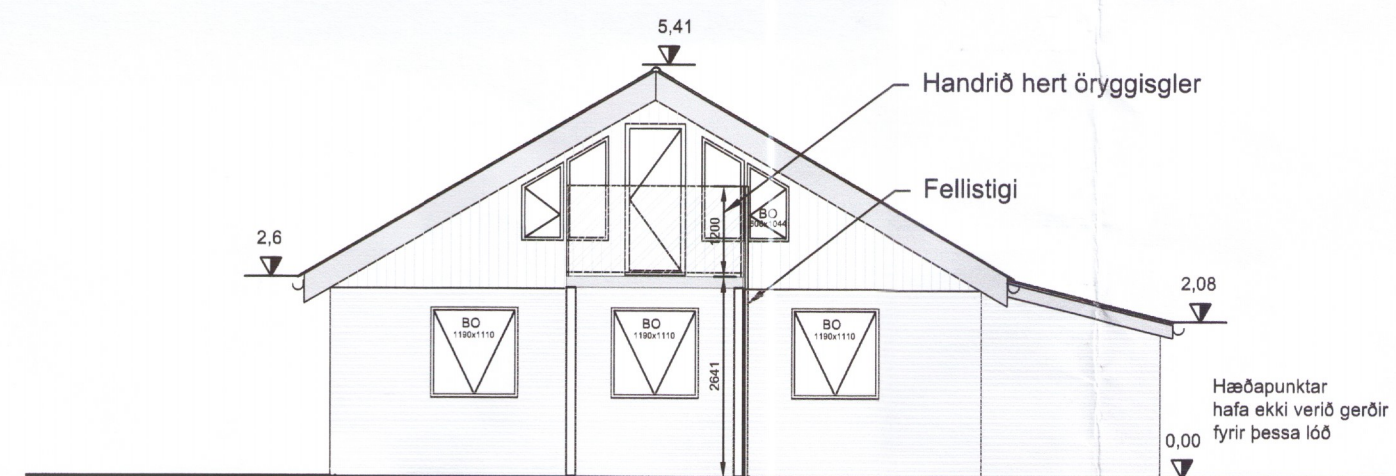 5,41
Handrið hert öryggisgler
Fellistigi
2,6
1200
BO
2,08
BO
1190x1110
BO
1190x1110
BO
1190x1110
2641
Hæðapunktar
hafa ekki verið gerðir
fyrir þessa lóð
0,00